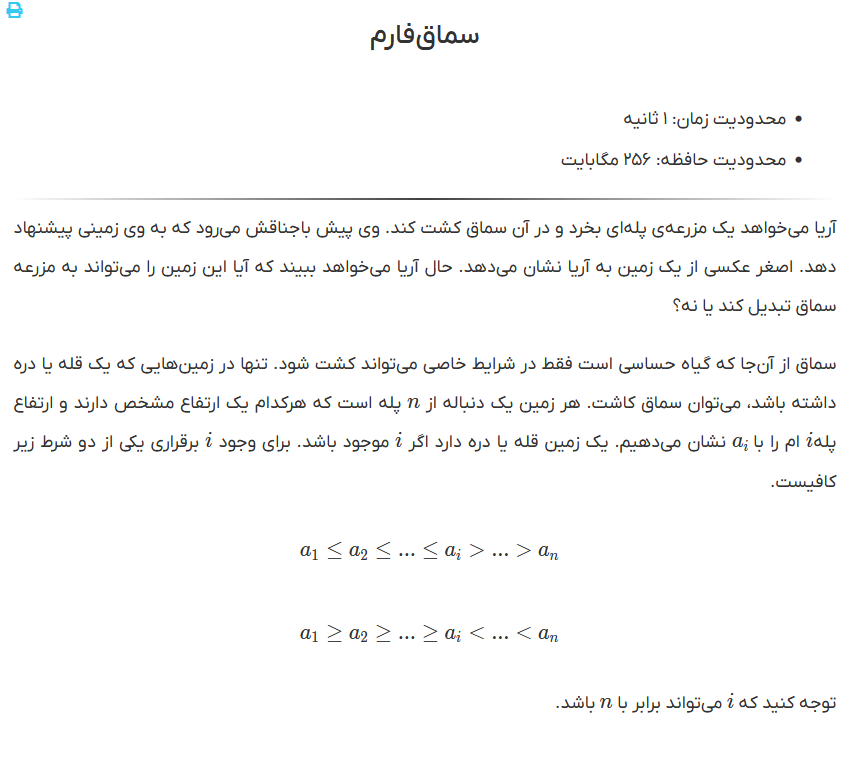 سماق‌فارم
محدودیت زمان: ۱ ثانیه
محدودیت حافظه: ۲۵۶ مگابایت
آریا می‌خواهد یک مزرعه‌ی پله‌ای بخرد و در آن سماق کشت کند. وی پیش باجناقش می‌رود که به وی زمینی پیشنهاد
دهد. اصغر عکسی از یک زمین به آریا نشان می‌دهد. حال آریا می‌خواهد ببیند که آیا این زمین را می‌تواند به مزرعه
سماق تبدیل کند یا نه؟
سماق از آن‌جا که گیاه حساسی است فقط در شرایط خاصی می‌تواند کشت شود. تنها در زمین‌هایی که یک قله یا دره
داشته باشد، می‌توان سماق کاشت. هر زمین یک دنباله از n پله است که هرکدام یک ارتفاع مشخص دارند و ارتفاع
پله‌i ام را با a_i نشان می‌دهیم. یک زمین قله یا دره دارد اگر i موجود باشد. برای وجود i برقراری یکی از دو شرط زیر
کافیست.
a_1 ≤ a_2 ≤ ... ≤ a_i > ... > a_n
a_1 ≥ a_2 ≥ ... ≥ a_i < ... < a_n
توجه کنید که i می‌تواند برابر با n باشد.